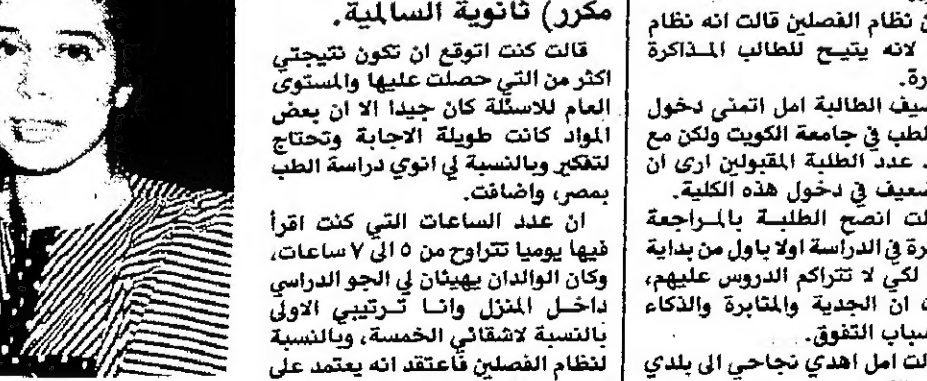 ن نظام الفصلين قالت انه نظام
لانه يتيح للطالب المذاكرة
رة.
سيف الطالبة امل اتمنى دخول
لطب في جامعة الكويت ولكن مع
. عدد الطلبة المقبولين ارى ان
ضعيف في دخول هذه الكلية.
لت انصح الطلبة بالمراجعة
رة في الدراسة اولا باول من بداية
لكي لا تتراكم الدروس عليهم،
ت ان الجدية والمثابرة والذكاء
سباب التفوق.
لت امل اهدي نجاحي الى بلدي
مكرر) ثانوية السالمية.
قالت كنت اتوقع ان تكون نتيجتي
اكثر من التي حصلت عليها والمستوى
العام للاسئلة كان جيدا الا ان بعض
المواد كانت طويلة الاجابة وتحتاج
لتفكير وبالنسبة لي انوي دراسة الطب
بمصر، واضافت.
ان عدد الساعات التي كنت اقرأ
فيها يوميا تتراوح من ٥ الى ٧ ساعات،
وكان الوالدان يهيئان لي الجو الدراسي
داخل المنزل وانا ترتيبي الاولى
بالنسبة لاشقائي الخمسة، وبالنسبة
لنظام الفصلين فأعتقد انه يعتمد على